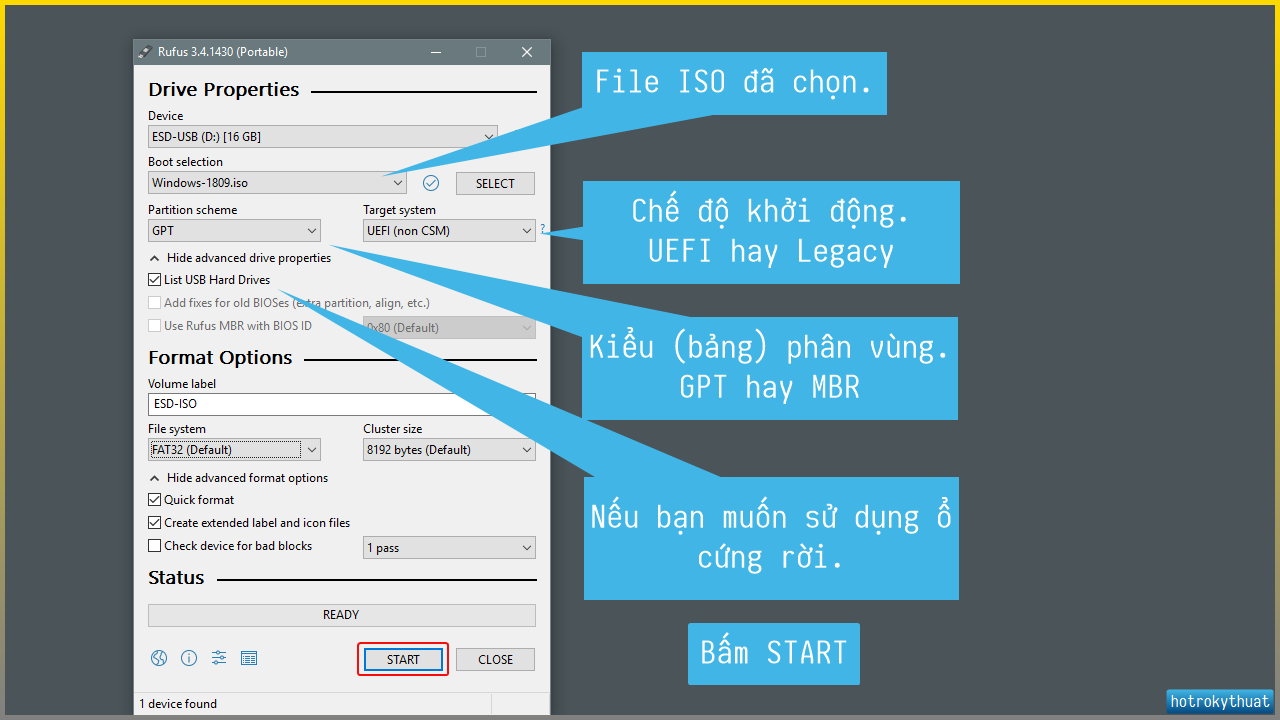 Rufus 3.4.1430 (Portable)
Drive Properties
Device
ESD-USB (D:) [16 GB]
Boot selection
Windows-1809.iso
SELECT
Partition scheme
Target system
GPT
UEFI (non CSM)
?
Hide advanced drive properties
List USB Hard Drives
Add fixes for old BIOSes (extra partition, align, etc.)
Use Rufus MBR with BIOS ID
0x80 (Default)
Format Options
Volume label
ESD-ISO
File system
Cluster size
FAT32 (Default)
8192 bytes (Default)
Hide advanced format options
Quick format
Create extended label and icon files
Check device for bad blocks
1 pass
Status
READY
START
CLOSE
1 device found
File ISO đã chọn.
Chế độ khởi động.
UEFI hay Legacy
Kiểu (bảng) phân vùng.
GPT hay MBR
Nếu bạn muốn sử dụng ổ
cứng rời.
Bấm START
hotrokythuat